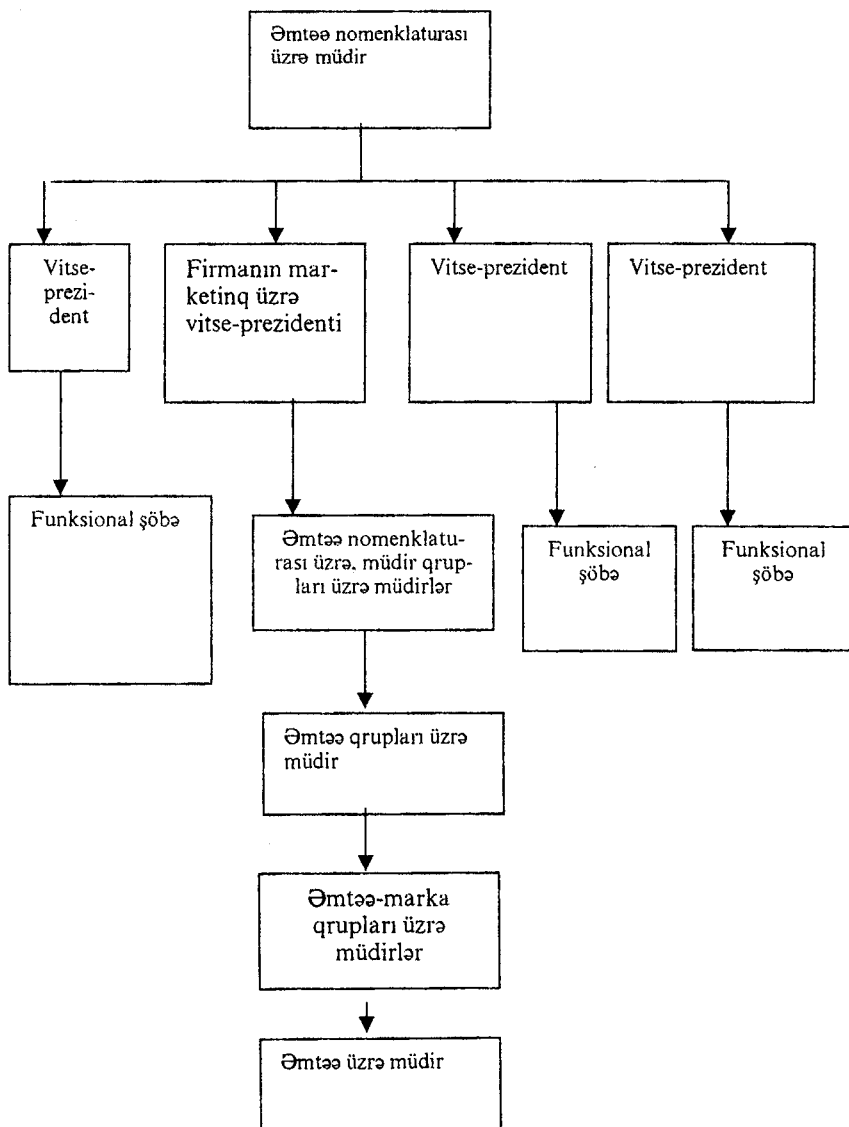 Əmtəə nomenklaturası
üzrə müdir
Vitse-
prezi-
dent
Firmanın mar-
ketinq üzrə
vitse-prezidenti
Vitse-prezident
Vitse-prezident
Funksional şöbə
Əmtəə nomenklatu-
rası üzrə, müdir qrup-
ları üzrə müdirlər
Funksional
şöbə
Funksional
şöbə
Əmtəə qrupları üzrə
müdir
Əmtəə-marka
qrupları üzrə
müdirlər
Əmtəə üzrə müdir